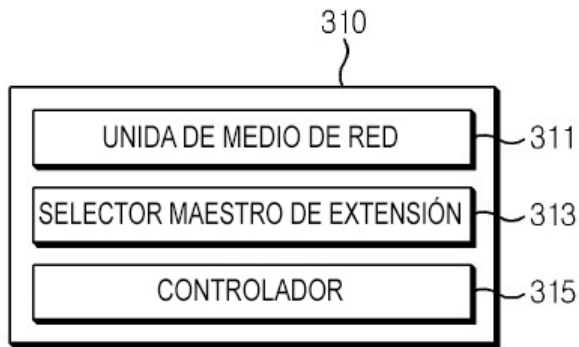 310
UNIDA DE MEDIO DE RED 311
SELECTOR MAESTRO DE EXTENSIÓN 313
CONTROLADOR 315